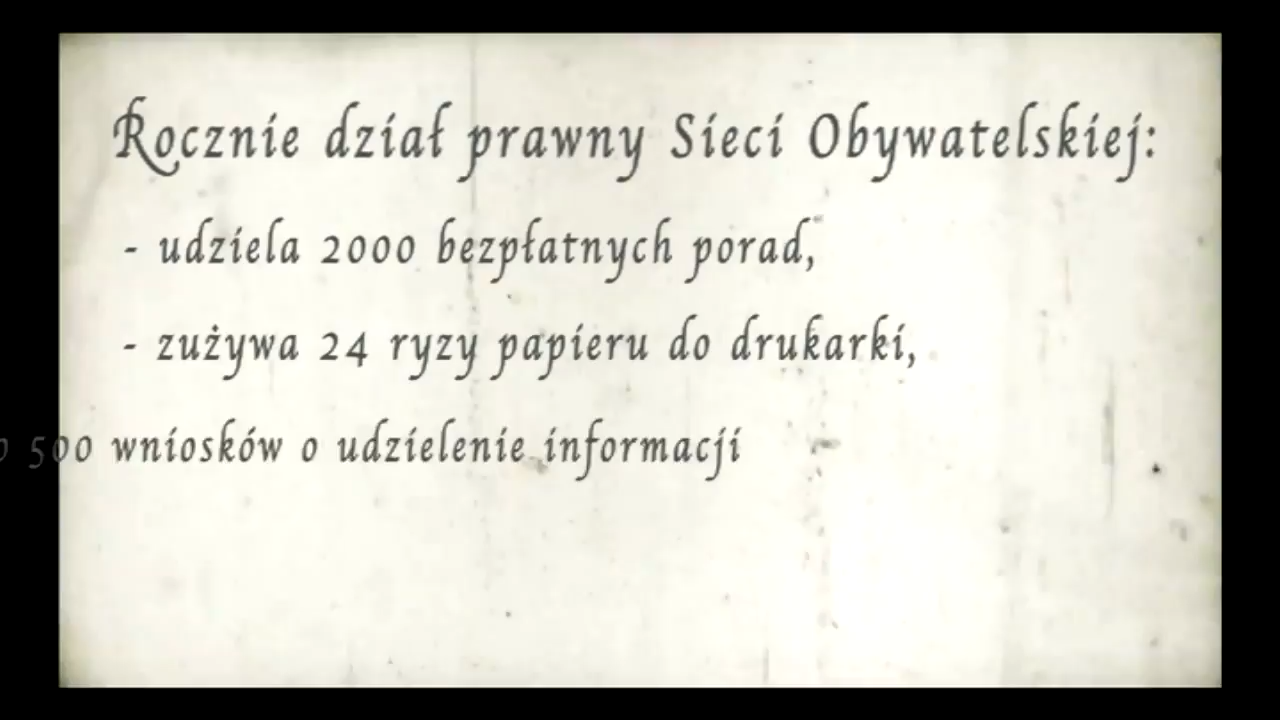 Rocznie dział prawny Sieci Obywatelskiej:
- udziela 2000 bezpłatnych porad,
- zużywa 24 ryzy papieru do drukarki,
500 wniosków o udzielenie informacji